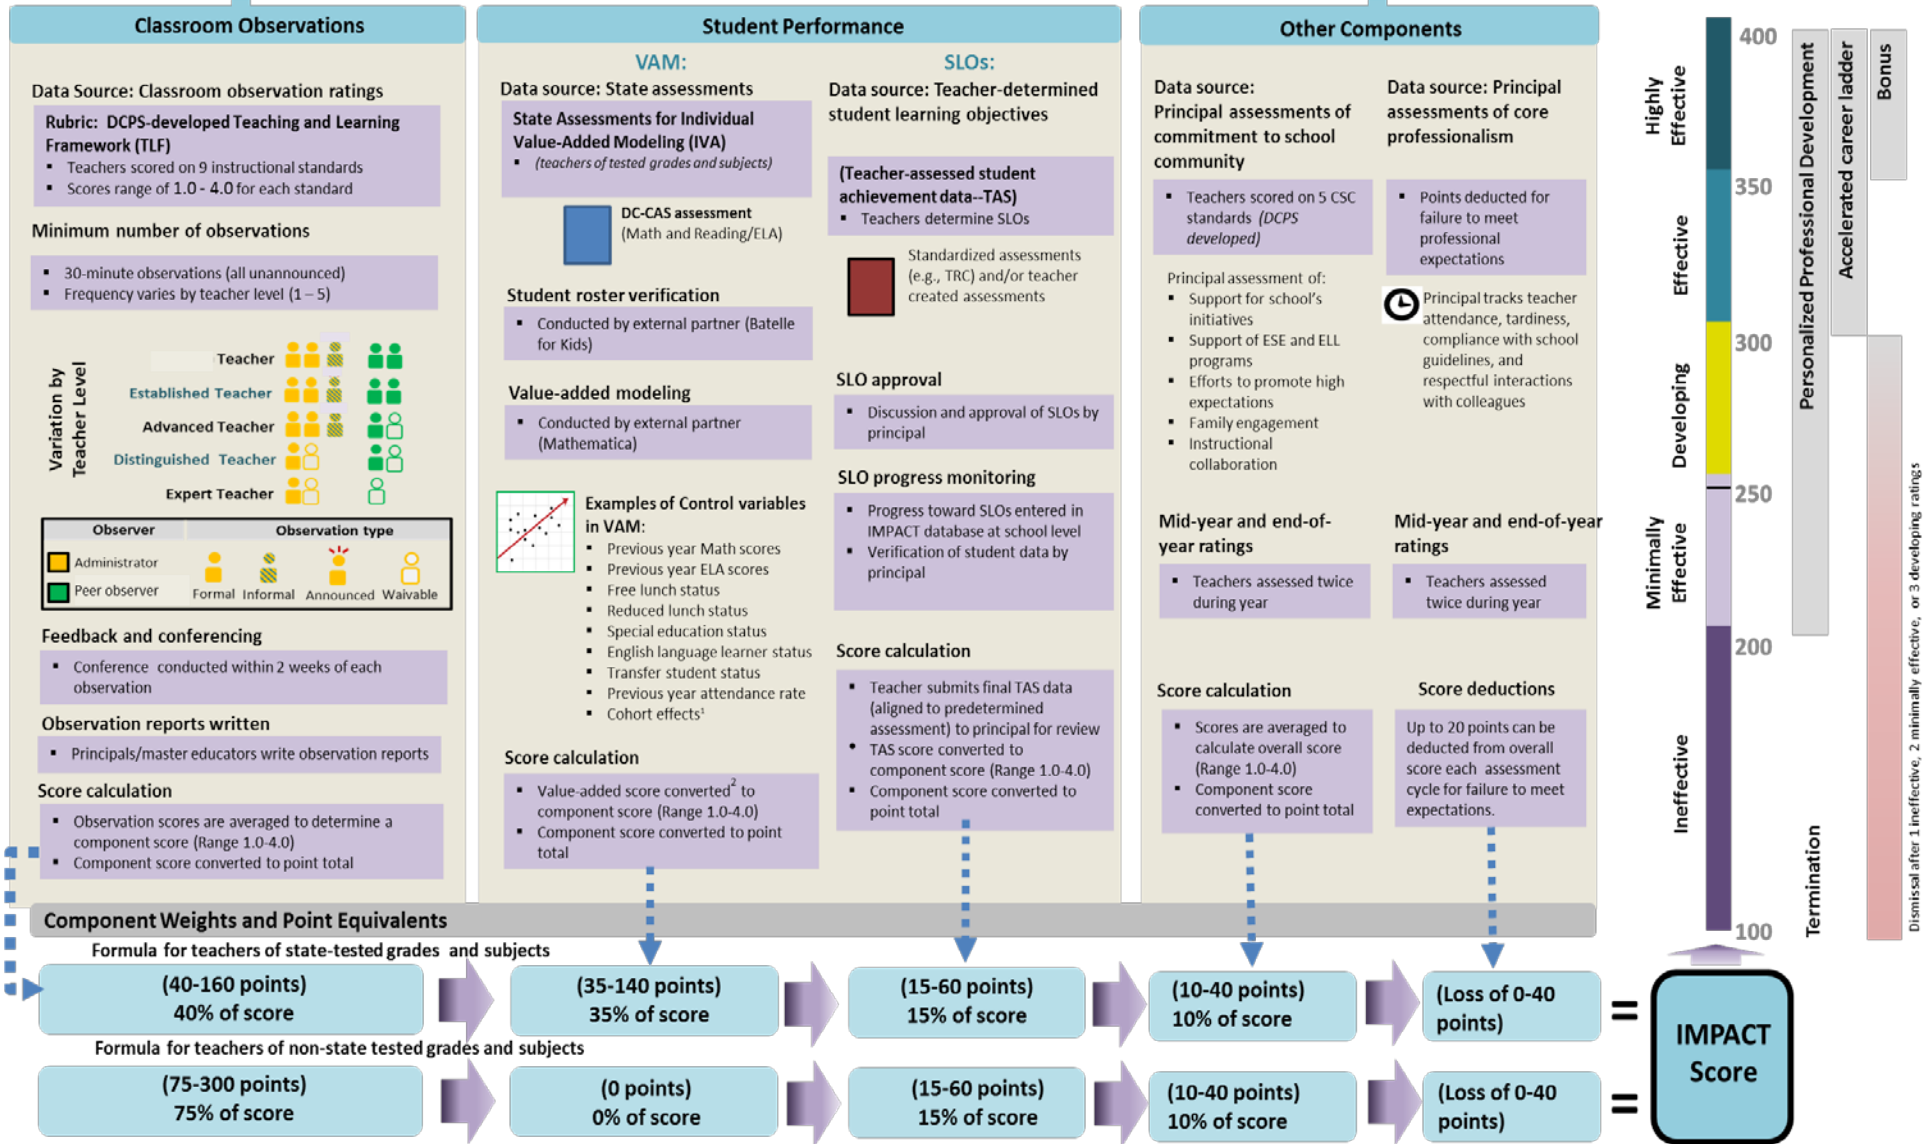 Classroom Observations
Data Source: Classroom observation ratings
Rubric: DCPS-developed Teaching and Learning
Framework (TLF)
▪ Teachers scored on 9 instructional standards
▪ Scores range of 1.0 - 4.0 for each standard
Minimum number of observations
▪ 30-minute observations (all unannounced)
▪ Frequency varies by teacher level (1 – 5)
Variation by
Teacher Level
Teacher
Established Teacher
Advanced Teacher
Distinguished Teacher
Expert Teacher
Observer
Observation type
Administrator
Peer observer
Formal Informal Announced Waivable
Feedback and conferencing
▪ Conference conducted within 2 weeks of each
observation
Observation reports written
▪ Principals/master educators write observation reports
Score calculation
▪ Observation scores are averaged to determine a
component score (Range 1.0-4.0)
▪ Component score converted to point total
Student Performance
VAM:
Data source: State assessments
State Assessments for Individual
Value-Added Modeling (IVA)
▪ (teachers of tested grades and subjects)
DC-CAS assessment
(Math and Reading/ELA)
Student roster verification
▪ Conducted by external partner (Batelle
for Kids)
Value-added modeling
▪ Conducted by external partner
(Mathematica)
Examples of Control variables
in VAM:
▪ Previous year Math scores
▪ Previous year ELA scores
▪ Free lunch status
▪ Reduced lunch status
▪ Special education status
▪ English language learner status
▪ Transfer student status
▪ Previous year attendance rate
▪ Cohort effects¹
Score calculation
▪ Value-added score converted² to
component score (Range 1.0-4.0)
▪ Component score converted to point
total
SLOs:
Data source: Teacher-determined
student learning objectives
(Teacher-assessed student
achievement data--TAS)
▪ Teachers determine SLOs
Standardized assessments
(e.g., TRC) and/or teacher
created assessments
SLO approval
▪ Discussion and approval of SLOs by
principal
SLO progress monitoring
▪ Progress toward SLOs entered in
IMPACT database at school level
▪ Verification of student data by
principal
Score calculation
▪ Teacher submits final TAS data
(aligned to predetermined
assessment) to principal for review
• TAS score converted to
component score (Range 1.0-4.0)
▪ Component score converted to
point total
Other Components
Data source:
Principal assessments of
commitment to school
community
▪ Teachers scored on 5 CSC
standards (DCPS
developed)
Principal assessment of:
▪ Support for school's
initiatives
▪ Support of ESE and ELL
programs
▪ Efforts to promote high
expectations
▪ Family engagement
▪ Instructional
collaboration
Mid-year and end-of-
year ratings
▪ Teachers assessed twice
during year
Score calculation
▪ Scores are averaged to
calculate overall score
(Range 1.0-4.0)
▪ Component score
converted to point total
Data source: Principal
assessments of core
professionalism
▪ Points deducted for
failure to meet
professional
expectations
Principal tracks teacher
attendance, tardiness,
compliance with school
guidelines, and
respectful interactions
with colleagues
Mid-year and end-of-year
ratings
▪ Teachers assessed
twice during year
Score deductions
Up to 20 points can be
deducted from overall
score each assessment
cycle for failure to meet
expectations.
Highly
Effective
Effective
Developing
Minimally
Effective
Ineffective
400
350
300
250
200
100
Personalized Professional Development
Accelerated career ladder
Bonus
Termination
Dismissal after 1 ineffective, 2 minimally effective, or 3 developing ratings
Component Weights and Point Equivalents
Formula for teachers of state-tested grades and subjects
(40-160 points)
40% of score
(35-140 points)
35% of score
(15-60 points)
15% of score
(10-40 points)
10% of score
(Loss of 0-40
points)
=
Formula for teachers of non-state tested grades and subjects
(75-300 points)
75% of score
(0 points)
0% of score
(15-60 points)
15% of score
(10-40 points)
10% of score
(Loss of 0-40
points)
=
IMPACT
Score